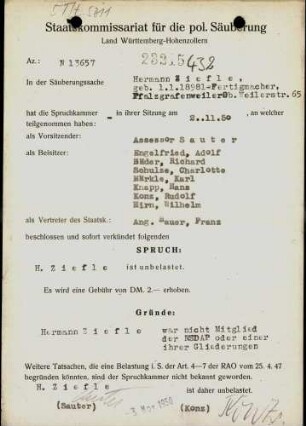 Staatskommissariat für die pol. Säuberung
Land Württemberg-Hohenzollern
Az.: N 13657
239.5432
In der Säuberungssache
Hermann Ziefle,
geb. 1.1.18981-Fertigmacher,
Pfalzgrafenweiler Ob. Weilerstr. 65
hat die Spruchkammer – in ihrer Sitzung am 2..11.50 , an welcher
teilgenommen haben:
als Vorsitzender: Assessor Sauter
als Beisitzer: Engelfried, Adolf
Bäder, Richard
Schulze, Charlotte
Märkle, Karl
Knapp, Hans
Konz, Rudolf
Hirn, Wilhelm
als Vertreter des Staatsk.: Ang. Bauer, Franz
beschlossen und sofort verkündet folgenden
SPRUCH:
H. Ziefle ist unbelastet.
Es wird eine Gebühr von DM. 2.– erhoben.
Gründe:
Hermann Ziefle war nicht Mitglied
der NSDAP oder einer
ihrer Gliederungen
Weitere Tatsachen, die eine Belastung i. S. der Art. 4–7 der RAO vom 25. 4. 47
begründen könnten, sind der Spruchkammer nicht bekannt geworden.
H. Ziefle ist daher unbelastet.
(Sauter) (Konz)